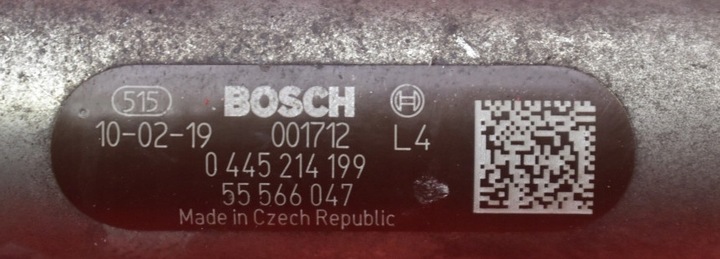 515 BOSCH
10-02-19 001712 L4
0 445 214 199
55 566 047
Made in Czech Republic